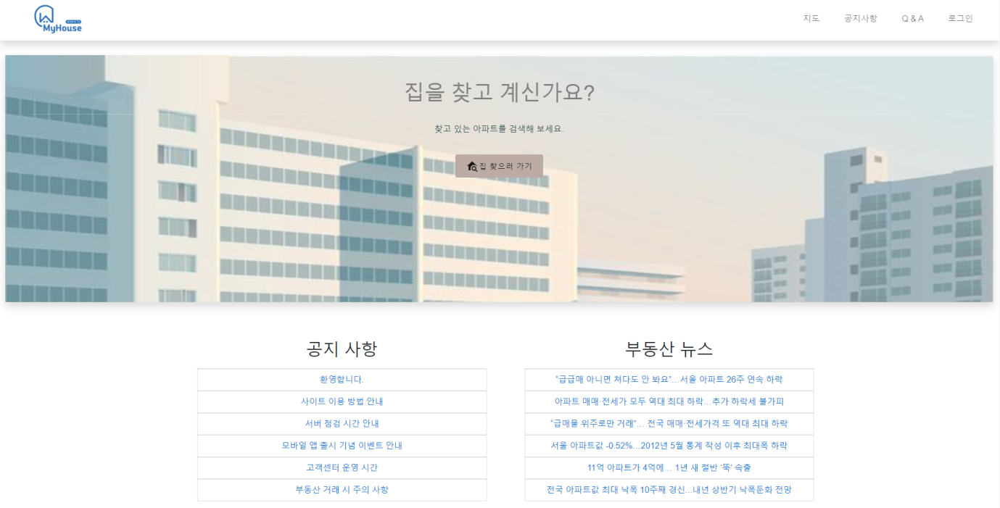 MyHouse
지도
공지사항
Q & A
로그인
집을 찾고 계신가요?
찾고 있는 아파트를 검색해 보세요.
집 찾으러 가기
공지 사항
환영합니다.
사이트 이용 방법 안내
서버 점검 시간 안내
모바일 앱 출시 기념 이벤트 안내
고객센터 운영 시간
부동산 거래 시 주의 사항
부동산 뉴스
“급급매 아니면 쳐다도 안 봐요”…서울 아파트 26주 연속 하락
아파트 매매·전세가 모두 역대 최대 하락…추가 하락세 불가피
“급매물 위주로만 거래”… 전국 매매·전세가격 또 역대 최대 하락
서울 아파트값 -0.52%…2012년 5월 통계 작성 이후 최대폭 하락
11억 아파트가 4억에… 1년 새 절반 ‘뚝’ 속출
전국 아파트값 최대 낙폭 10주째 경신...내년 상반기 낙폭둔화 전망